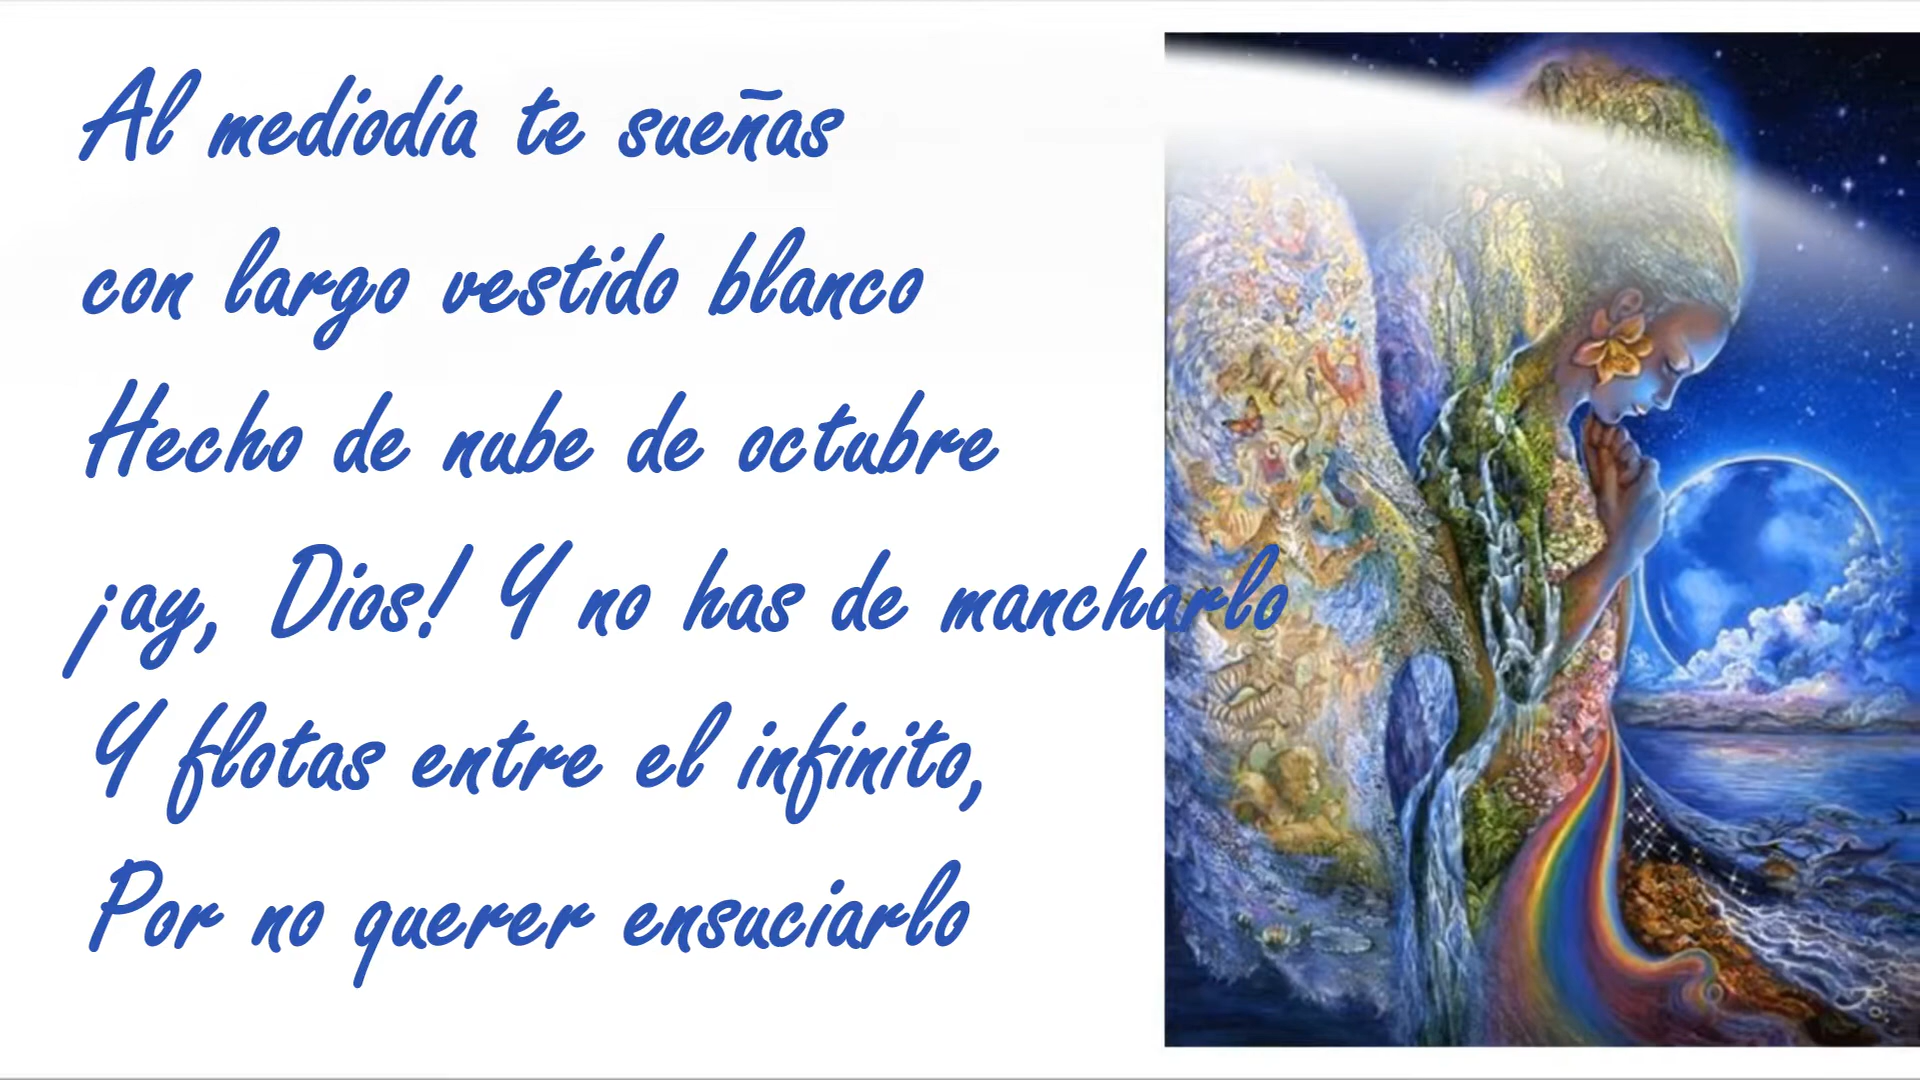 Al mediodía te sueñas
con largo vestido blanco
Hecho de nube de octubre
¡ay, Dios! Y no has de mancharlo
Y flotas entre el infinito,
Por no querer ensuciarlo